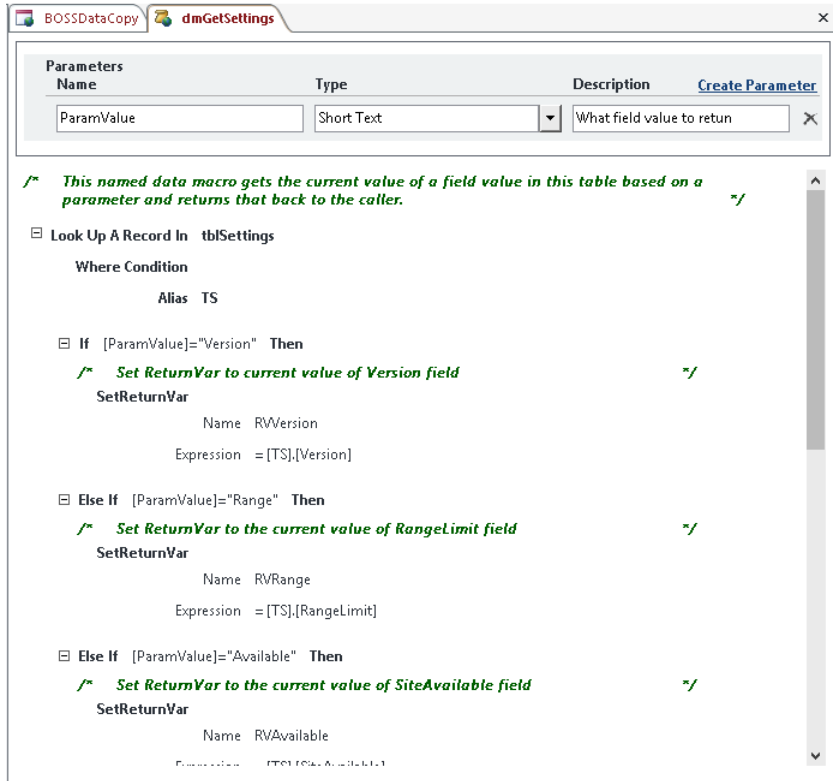 BOSSDataCopy dmGetSettings
Parameters
Name Type Description Create Parameter
ParamValue Short Text What field value to retun
/* This named data macro gets the current value of a field value in this table based on a
parameter and returns that back to the caller. */
Look Up A Record In tblSettings
Where Condition
Alias TS
If [ParamValue]="Version" Then
/* Set ReturnVar to current value of Version field */
SetReturnVar
Name RVVersion
Expression = [TS].[Version]
Else If [ParamValue]="Range" Then
/* Set ReturnVar to the current value of RangeLimit field */
SetReturnVar
Name RVRange
Expression = [TS].[RangeLimit]
Else If [ParamValue]="Available" Then
/* Set ReturnVar to the current value of SiteAvailable field */
SetReturnVar
Name RVAvailable
Expression = [TS].[SiteAvailable]